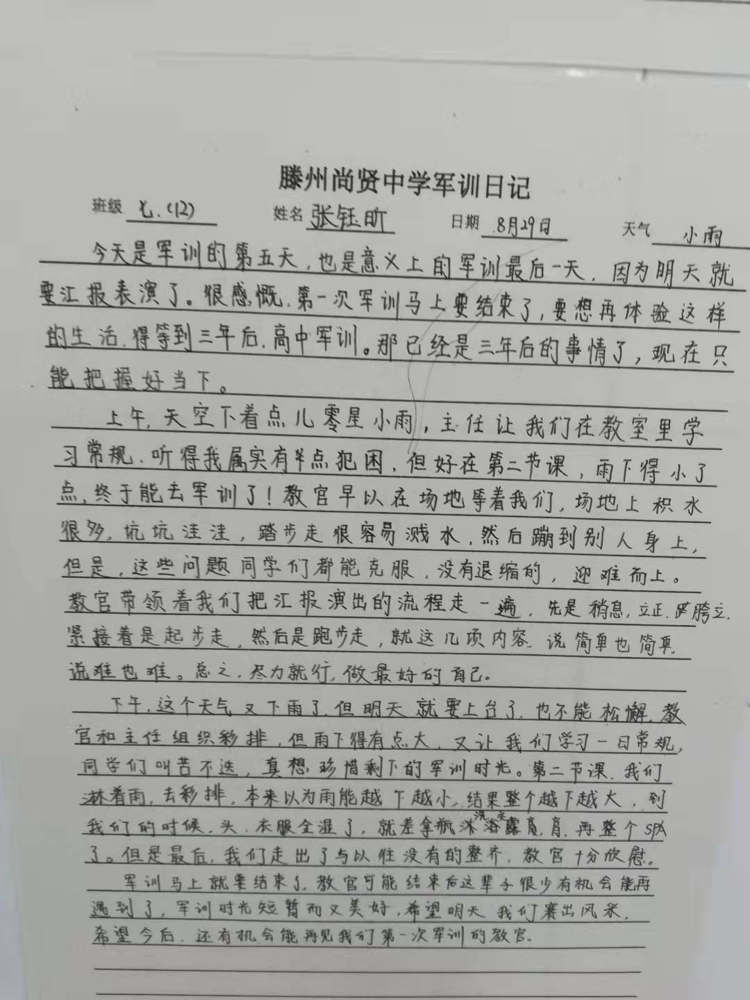 滕州尚贤中学军训日记
班级 七.(12) 姓名 张钰昕 日期 8月29日 天气 小雨
今天是军训的第五天,也是意义上的军训最后一天,因为明天就
要汇报表演了。很感慨,第一次军训马上要结束了,要想再体验这样
的生活,得等到三年后,高中军训。那已经是三年后的事情了,现在只
能把握好当下。
上午,天空下着点儿零星小雨,主任让我们在教室里学
习常规,听得我属实有点犯困,但好在第二节课,雨下得小了
点,终于能去军训了!教官早以在场地等着我们,场地上积水
很多,坑坑洼洼,踏步走很容易溅水,然后蹦到别人身上,
但是,这些问题同学们都能克服,没有退缩的,迎难而上。
教官带领着我们把汇报演出的流程走一遍,先是稍息,立正,跨立,
紧接着是起步走,然后是跑步走,就这几项内容,说简单也简单,
说难也难。总之,尽力就行,做最好的自己。
下午,这个天气又下雨了,但明天就要上台了,也不能松懈,教
官和主任组织彩排,但雨下得有点大,又让我们学习一日常规,
同学们叫苦不迭,真想珍惜剩下的军训时光。第二节课,我们
淋着雨,去彩排,本来以为雨能越下越小,结果整个越下越大,到
我们的时候,头,衣服全湿了,就差拿瓶沐浴露洗头,再整个SPA
了。但是最后,我们走出了与以往没有的整齐,教官十分欣慰。
军训马上就要结束了,教官可能结束后这辈子很少有机会能再
遇到了,军训时光短暂而又美好,希望明天我们赛出风采,
希望今后,还有机会能再见我们第一次军训的教官。